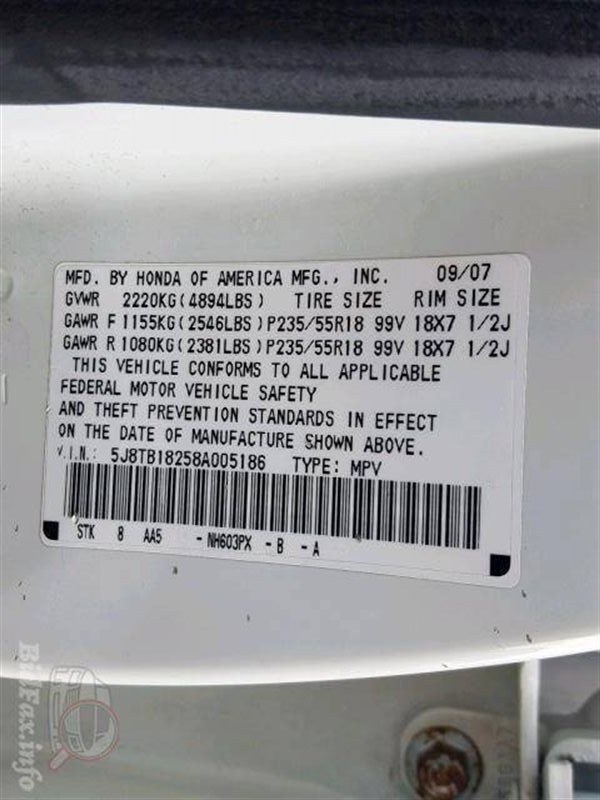 MFD. BY HONDA OF AMERICA MFG., INC. 09/07
GVWR 2220KG(4894LBS) TIRE SIZE RIM SIZE
GAWR F 1155KG(2546LBS)P235/55R18 99V 18X7 1/2J
GAWR R 1080KG(2381LBS)P235/55R18 99V 18X7 1/2J
THIS VEHICLE CONFORMS TO ALL APPLICABLE
FEDERAL MOTOR VEHICLE SAFETY
AND THEFT PREVENTION STANDARDS IN EFFECT
ON THE DATE OF MANUFACTURE SHOWN ABOVE.
V.I.N.: 5J8TB18258A005186 TYPE: MPV
STK 8 AA5 -NH603PX -B -A
BidFax.info